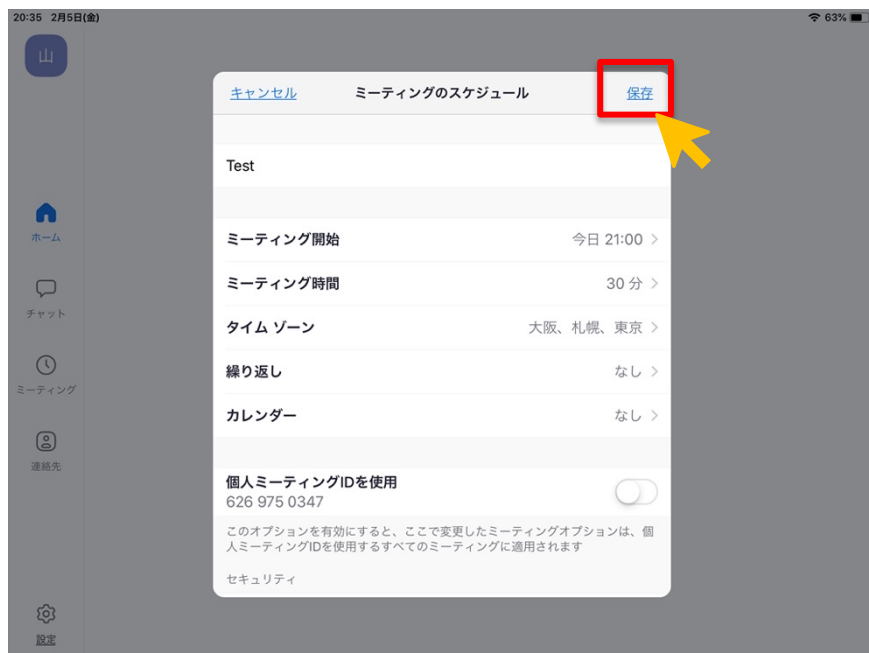 20:35 2月5日(金)
63%
山
キャンセル
ミーティングのスケジュール
保存
Test
ミーティング開始
今日 21:00
ミーティング時間
30 分
タイム ゾーン
大阪、札幌、東京
繰り返し
なし
カレンダー
なし
個人ミーティングIDを使用
626 975 0347
このオプションを有効にすると、ここで変更したミーティングオプションは、個
人ミーティングIDを使用するすべてのミーティングに適用されます
セキュリティ
ホーム
チャット
ミーティング
連絡先
設定